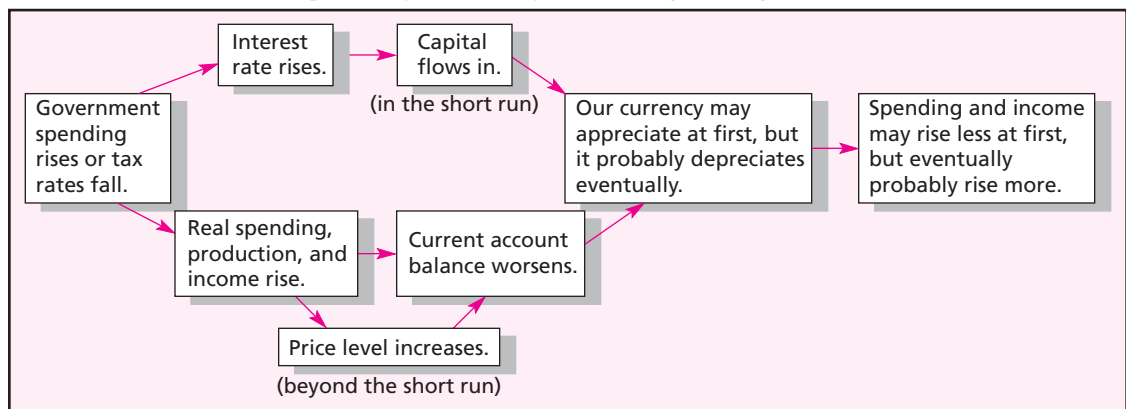 Interest
rate rises.
Capital
flows in.
(in the short run)
Government
spending
rises or tax
rates fall.
Our currency may
appreciate at first, but
it probably depreciates
eventually.
Spending and income
may rise less at first,
but eventually
probably rise more.
Real spending,
production, and
income rise.
Current account
balance worsens.
Price level increases.
(beyond the short run)